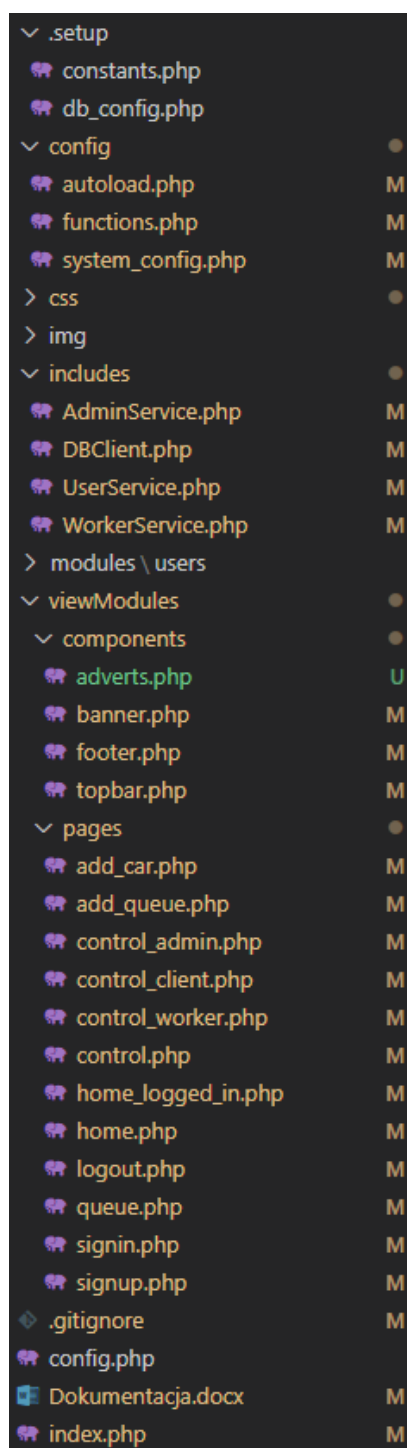 .setup
constants.php
db_config.php
config
autoload.php M
functions.php M
system_config.php M
css
img
includes
AdminService.php M
DBClient.php M
UserService.php M
WorkerService.php M
modules \ users
viewModules
components
adverts.php U
banner.php M
footer.php M
topbar.php M
pages
add_car.php M
add_queue.php M
control_admin.php M
control_client.php M
control_worker.php M
control.php M
home_logged_in.php M
home.php M
logout.php M
queue.php M
signin.php M
signup.php M
.gitignore M
config.php
Dokumentacja.docx M
index.php M